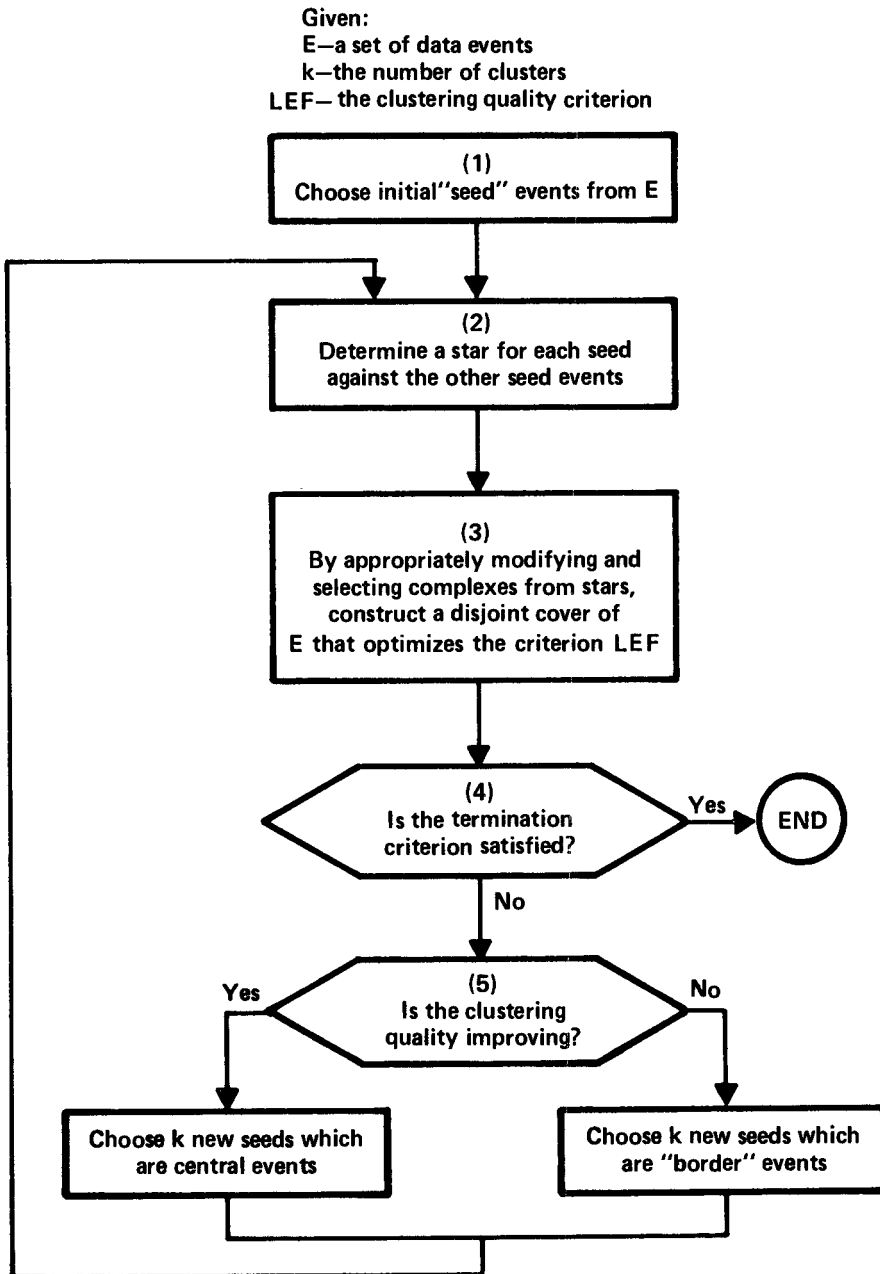 Given:
E—a set of data events
k—the number of clusters
LEF— the clustering quality criterion
(1)
Choose initial"seed" events from E
(2)
Determine a star for each seed
against the other seed events
(3)
By appropriately modifying and
selecting complexes from stars,
construct a disjoint cover of
E that optimizes the criterion LEF
(4)
Is the termination
criterion satisfied?
Yes
END
No
(5)
Is the clustering
quality improving?
Yes
No
Choose k new seeds which
are central events
Choose k new seeds which
are "border" events